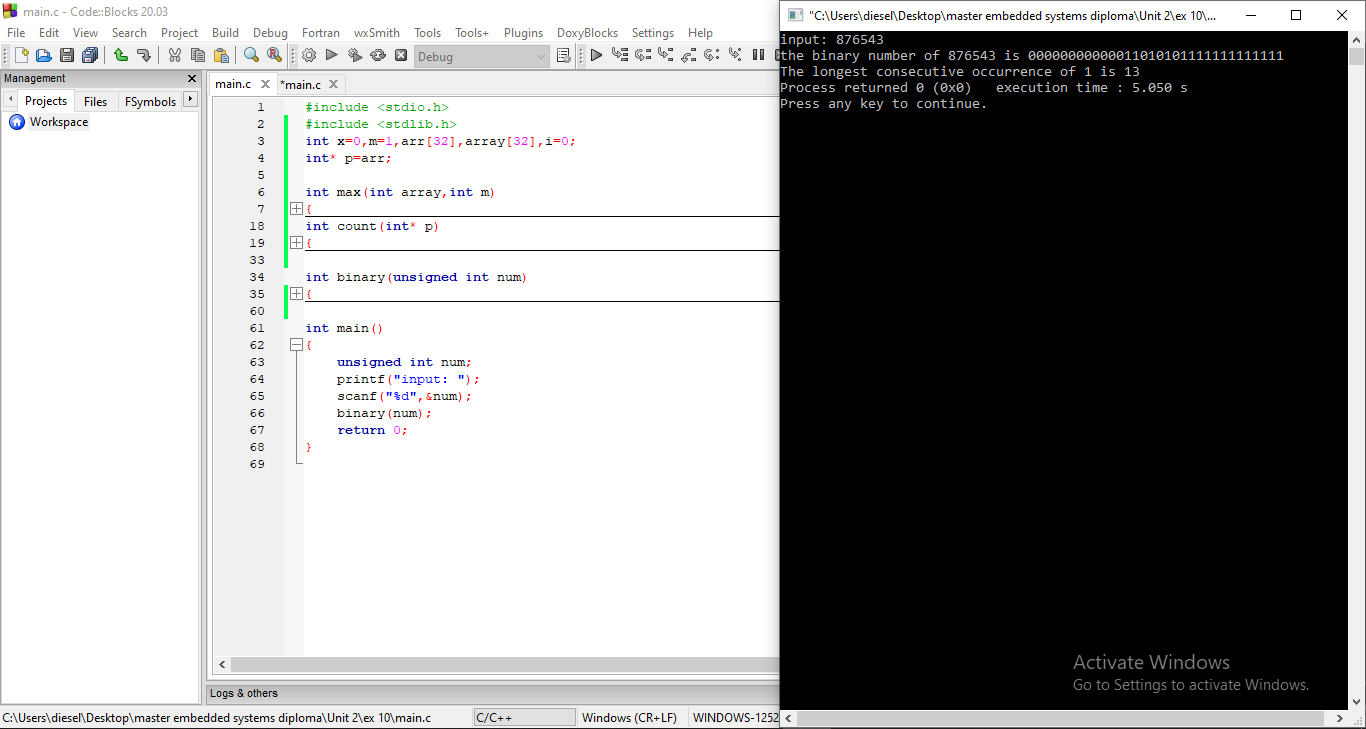 main.c - Code::Blocks 20.03
File Edit View Search Project Build Debug Fortran wxSmith Tools Tools+ Plugins DoxyBlocks Settings Help
Debug
Management
Projects Files FSymbols
Workspace
main.c *main.c
1 #include <stdio.h>
2 #include <stdlib.h>
3 int x=0,m=1,arr[32],array[32],i=0;
4 int* p=arr;
5
6 int max(int array,int m)
7 {
18 int count(int* p)
19 {
33
34 int binary(unsigned int num)
35 {
60
61 int main()
62 {
63 unsigned int num;
64 printf("input: ");
65 scanf("%d",&num);
66 binary(num);
67 return 0;
68 }
69
Logs & others
C:\Users\diesel\Desktop\master embedded systems diploma\Unit 2\ex 10\main.c C/C++ Windows (CR+LF) WINDOWS-1252
"C:\Users\diesel\Desktop\master embedded systems diploma\Unit 2\ex 10\...
input: 876543
the binary number of 876543 is 00000000000011010101111111111111
The longest consecutive occurrence of 1 is 13
Process returned 0 (0x0) execution time : 5.050 s
Press any key to continue.
Activate Windows
Go to Settings to activate Windows.